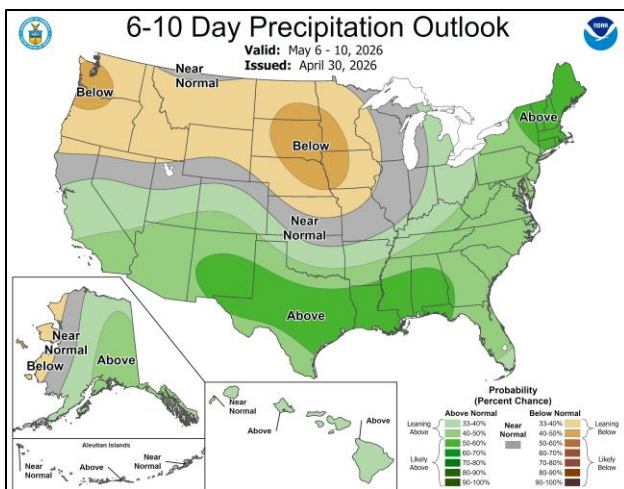 6-10 Day Precipitation Outlook
Valid: May 6 - 10, 2026
Issued: April 30, 2026
NOAA
Near
Normal
Below
Below
Above
Near
Normal
Above
Near
Normal
Below
Above
Aleutian Islands
Near
Normal
Above
Near
Normal
Near
Normal
Above
Above
Probability
(Percent Chance)
Above Normal
Below Normal
Leaning
Above
33-40%
40-50%
50-60%
Likely
Above
60-70%
70-80%
80-90%
90-100%
Near
Normal
33-40%
40-50%
50-60%
60-70%
70-80%
80-90%
90-100%
Leaning
Below
Likely
Below